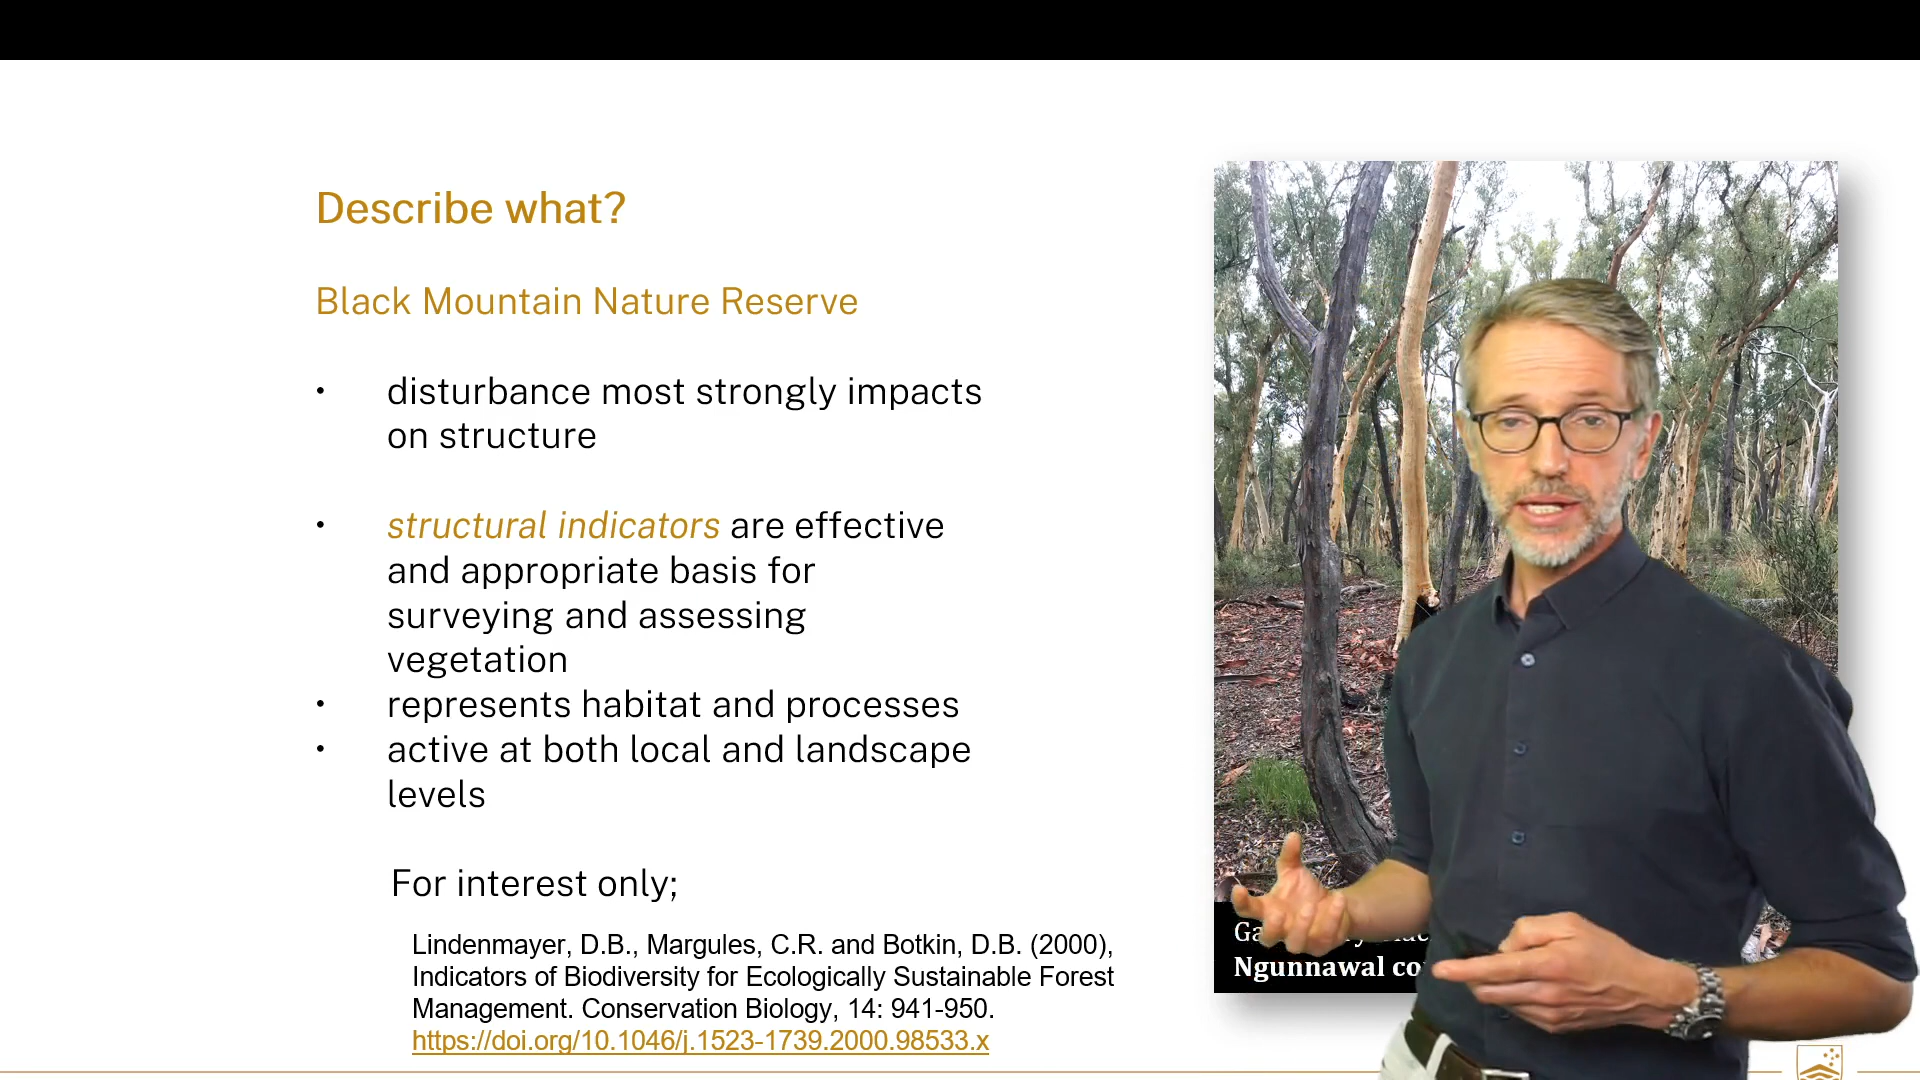 Describe what?
Black Mountain Nature Reserve
• disturbance most strongly impacts
on structure
• structural indicators are effective
and appropriate basis for
surveying and assessing
vegetation
• represents habitat and processes
• active at both local and landscape
levels
For interest only;
Lindenmayer, D.B., Margules, C.R. and Botkin, D.B. (2000),
Indicators of Biodiversity for Ecologically Sustainable Forest
Management. Conservation Biology, 14: 941-950.
https://doi.org/10.1046/j.1523-1739.2000.98533.x
Ngunnawal